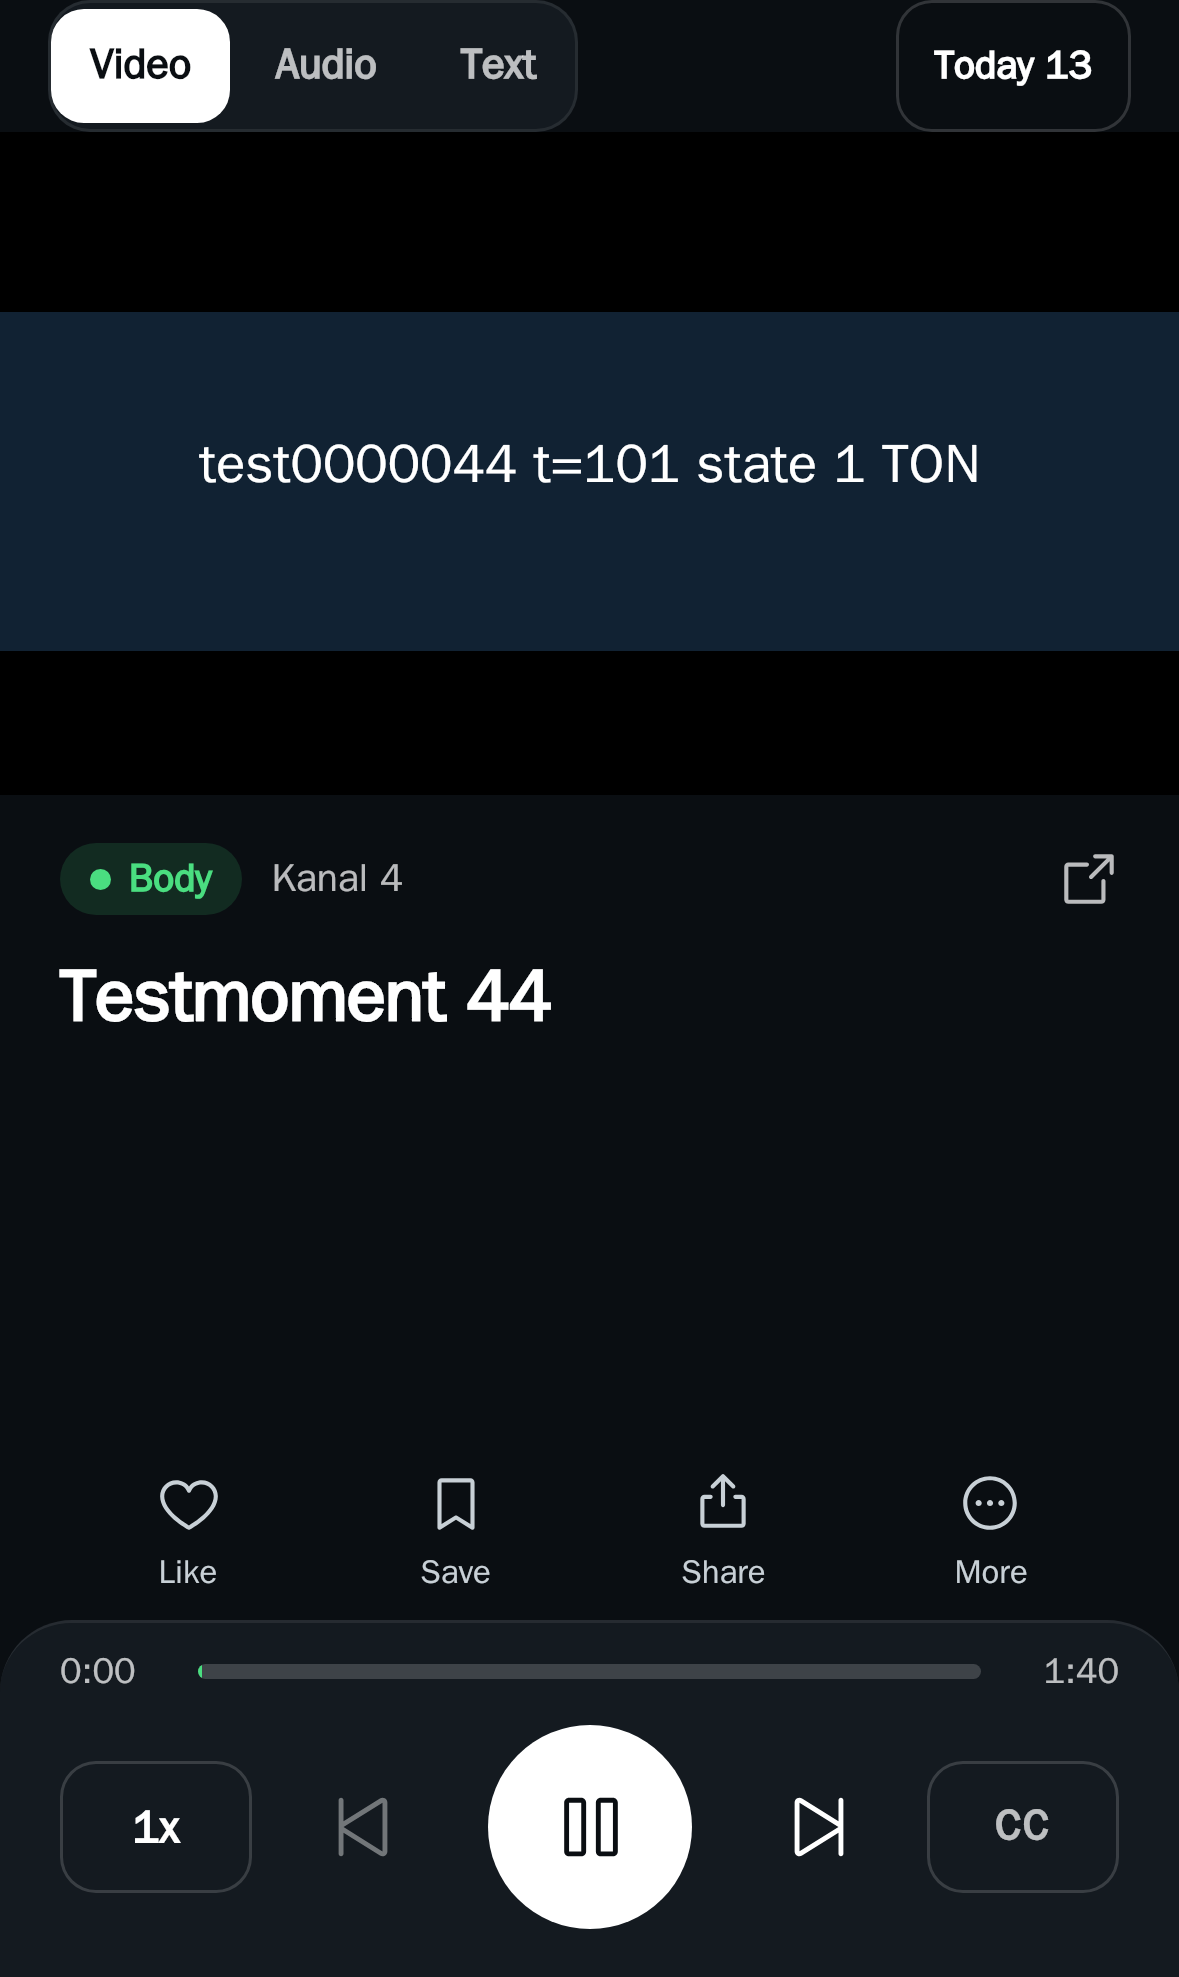 Video Audio Text Today 13
test0000044 t=101 state 1 TON
Body Kanal 4
Testmoment 44
Like Save Share More
0:00 1:40
1x CC